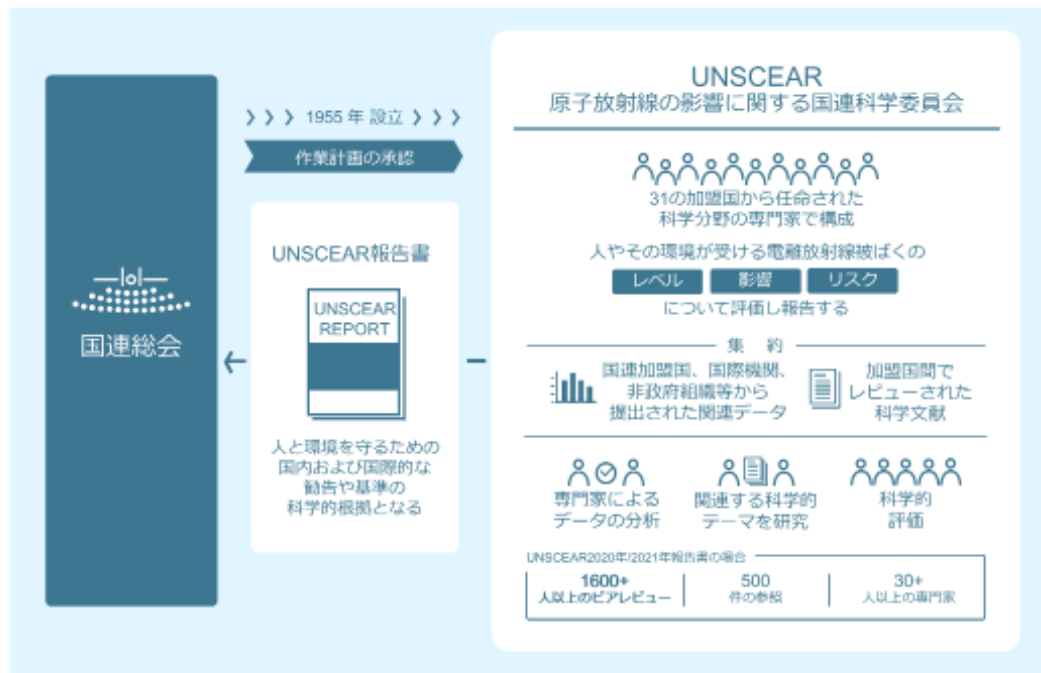 国連総会
❯ ❯ ❯ 1955年 設立 ❯ ❯ ❯
作業計画の承認
UNSCEAR報告書
UNSCEAR
REPORT
人と環境を守るための
国内および国際的な
勧告や基準の
科学的根拠となる
UNSCEAR
原子放射線の影響に関する国連科学委員会
31の加盟国から任命された
科学分野の専門家で構成
人やその環境が受ける電離放射線被ばくの
レベル 影響 リスク
について評価し報告する
集 約
国連加盟国、国際機関、
非政府組織等から
提出された関連データ
加盟国間で
レビューされた
科学文献
専門家による
データの分析
関連する科学的
テーマを研究
科学的
評価
UNSCEAR2020年/2021年報告書の場合
1600+
人以上のピアレビュー
500
件の参照
30+
人以上の専門家